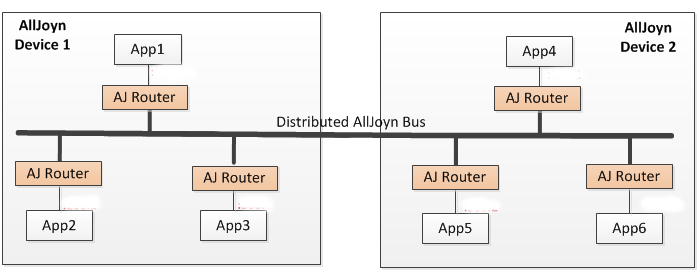 AllJoyn
Device 1
App1
AJ Router
AllJoyn
Device 2
App4
AJ Router
Distributed AllJoyn Bus
AJ Router
AJ Router
App2
App3
AJ Router
AJ Router
App5
App6